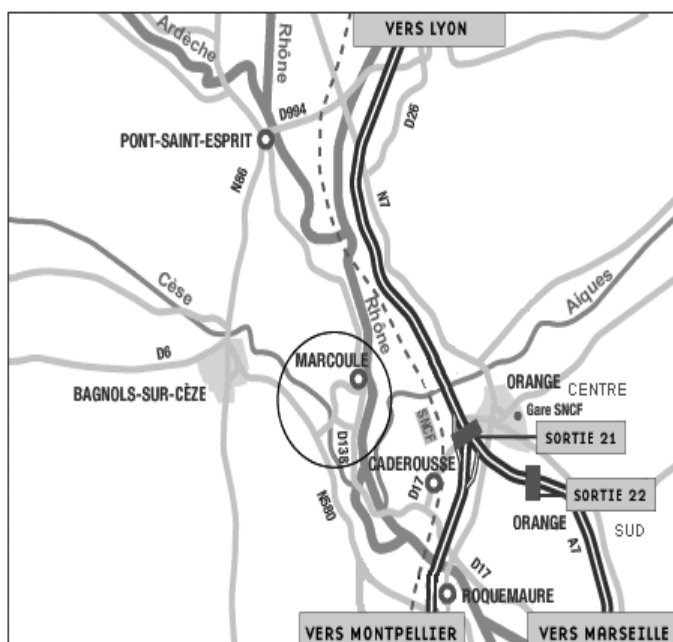 VERS LYON
Ardèche
Rhône
D994
D26
PONT-SAINT-ESPRIT
N86
N7
Cèse
Rhône
Aiques
D6
MARCOULE
BAGNOLS-SUR-CÈZE
ORANGE CENTRE
Gare SNCF
SNCF
SORTIE 21
D138
CADEROUSSE
D17
SORTIE 22
N580
ORANGE SUD
A7
D17
ROQUEMAURE
VERS MONTPELLIER
VERS MARSEILLE